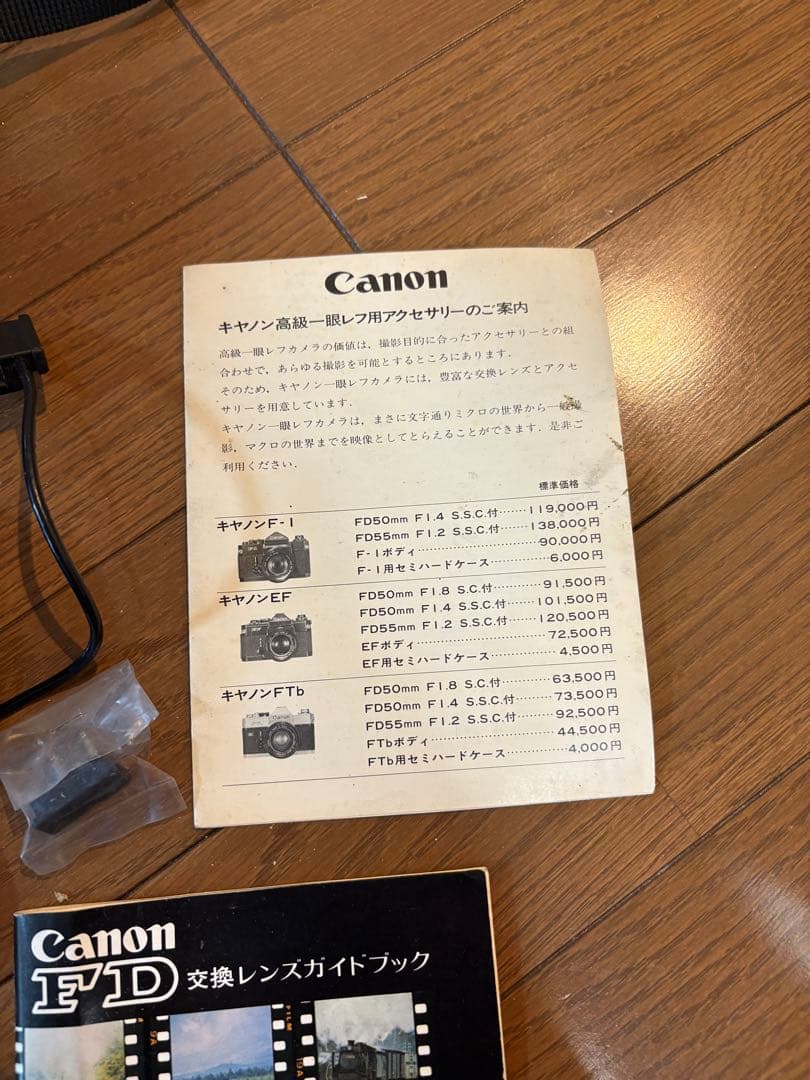 Canon
キヤノン高級一眼レフ用アクセサリーのご案内
高級一眼レフカメラの価値は，撮影目的に合ったアクセサリーとの組
合わせで，あらゆる撮影を可能とするところにあります．
そのため，キヤノン一眼レフカメラには，豊富な交換レンズとアクセ
サリーを用意しています．
キヤノン一眼レフカメラは，まさに文字通りミクロの世界から一般撮
影，マクロの世界までを映像としてとらえることができます．是非ご
利用ください．
標準価格
キヤノンF-1
FD50mm F1.4 S.S.C.付·······119,000円
FD55mm F1.2 S.S.C.付·······138,000円
F-1ボディ·····························90,000円
F-1用セミハードケース··············6,000円
キヤノンEF
FD50mm F1.8 S.C.付···········91,500円
FD50mm F1.4 S.S.C.付·······101,500円
FD55mm F1.2 S.S.C.付·······120,500円
EFボディ······························72,500円
EF用セミハードケース···············4,500円
キヤノンFTb
FD50mm F1.8 S.C.付···········63,500円
FD50mm F1.4 S.S.C.付·········73,500円
FD55mm F1.2 S.S.C.付·········92,500円
FTbボディ·····························44,500円
FTb用セミハードケース··············4,000円
Canon
Canon
FD 交換レンズガイドブック
9A
FILM
19A